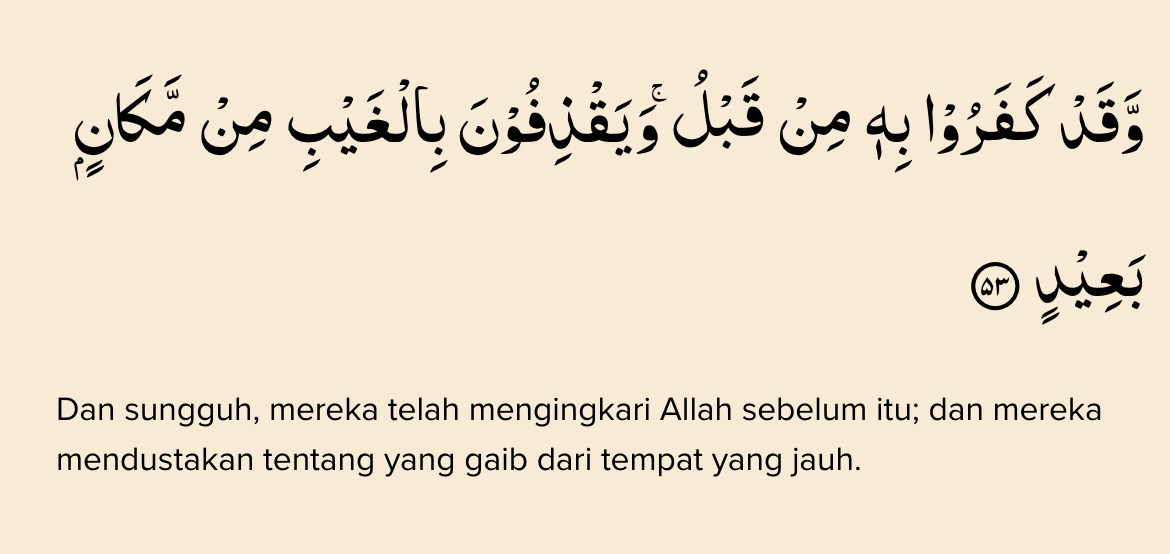 وَّقَدْ كَفَرُوْا بِهٖ مِنْ قَبْلُ ۚوَيَقْذِفُوْنَ بِالْغَيْبِ مِنْ مَّكَانٍۢ
بَعِيْدٍ ۵۳
Dan sungguh, mereka telah mengingkari Allah sebelum itu; dan mereka
mendustakan tentang yang gaib dari tempat yang jauh.